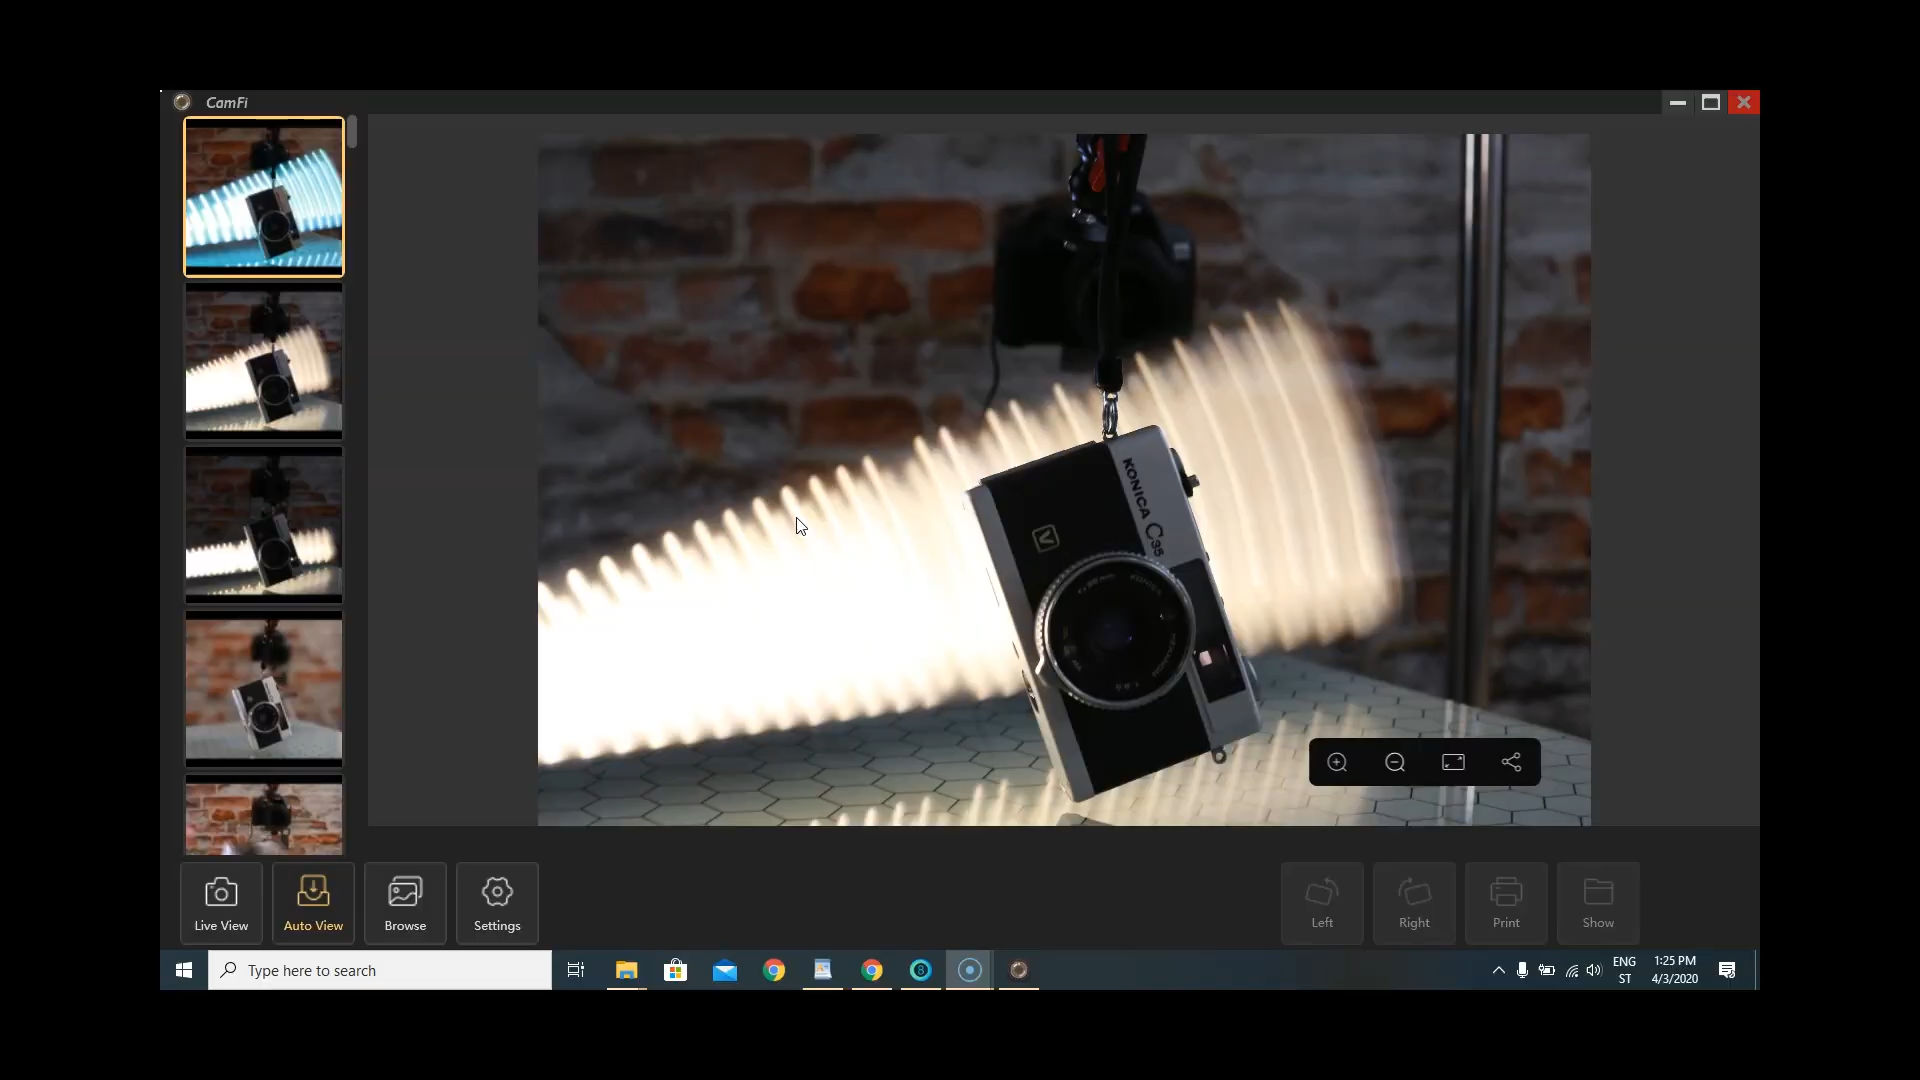 CamFi
KONICA C35
V
Live View
Auto View
Browse
Settings
Left
Right
Print
Show
Type here to search
ENG
ST
1:25 PM
4/3/2020